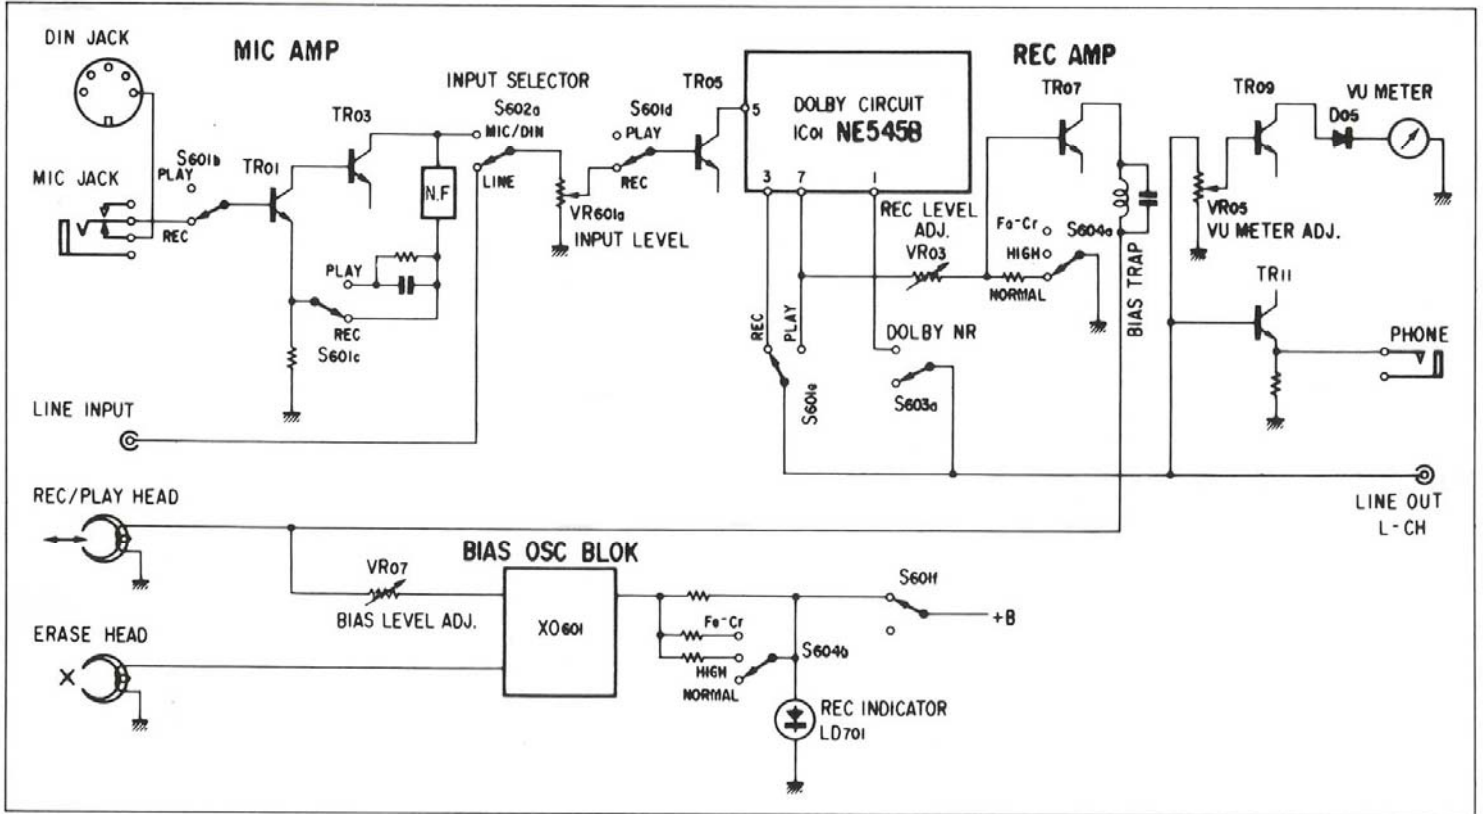 DIN JACK
MIC AMP
REC AMP
INPUT SELECTOR
TR03
S602a
MIC/DIN
LINE
S601d
PLAY
REC
TR05
5
DOLBY CIRCUIT
IC01 NE545B
3 7 1
TR07
TR09
D05
VU METER
S601b
PLAY
TR01
MIC JACK
REC
N.F
VR601a
INPUT LEVEL
REC LEVEL
ADJ.
VR03
Fe-Cr
S604a
HIGH
NORMAL
BIAS TRAP
VR05
VU METER ADJ.
TR11
PLAY
REC
S601c
REC
PLAY
S601e
DOLBY NR
S603a
PHONE
LINE INPUT
REC/PLAY HEAD
LINE OUT
L-CH
BIAS OSC BLOK
VR07
BIAS LEVEL ADJ.
XO601
S601f
+B
Fe-Cr
HIGH
NORMAL
S604b
ERASE HEAD
REC INDICATOR
LD701